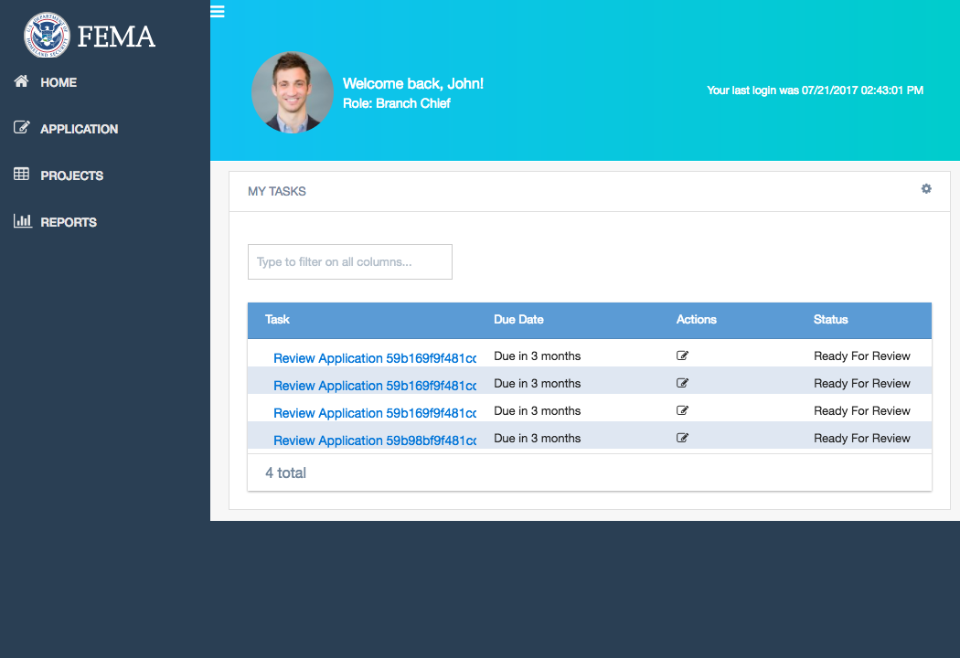 FEMA
HOME
APPLICATION
PROJECTS
REPORTS
Welcome back, John!
Role: Branch Chief
Your last login was 07/21/2017 02:43:01 PM
MY TASKS
Type to filter on all columns...
Task Due Date Actions Status
Review Application 59b169f9f481cc Due in 3 months Ready For Review
Review Application 59b169f9f481cc Due in 3 months Ready For Review
Review Application 59b169f9f481cc Due in 3 months Ready For Review
Review Application 59b98bf9f481cc Due in 3 months Ready For Review
4 total